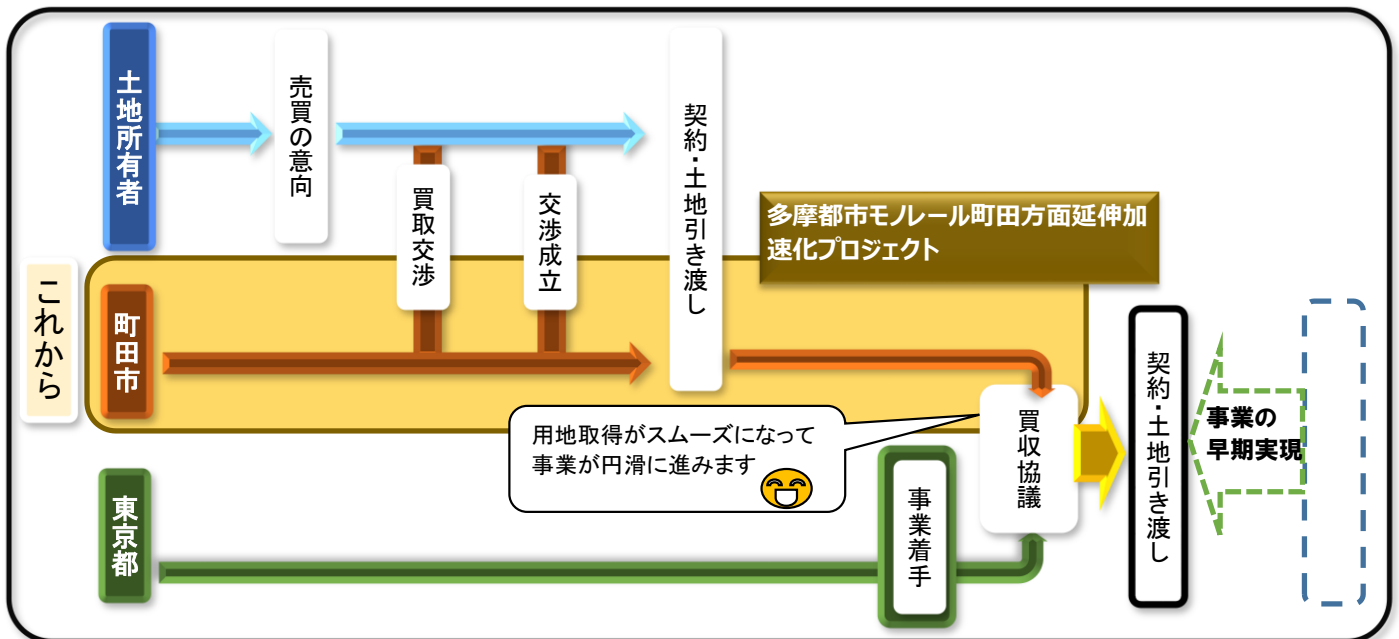 土地所有者
売買の意向
買取交渉
交渉成立
契約・土地引き渡し
多摩都市モノレール町田方面延伸加
速化プロジェクト
これから
町田市
用地取得がスムーズになって
事業が円滑に進みます
買収協議
契約・土地引き渡し
事業の
早期実現
東京都
事業着手